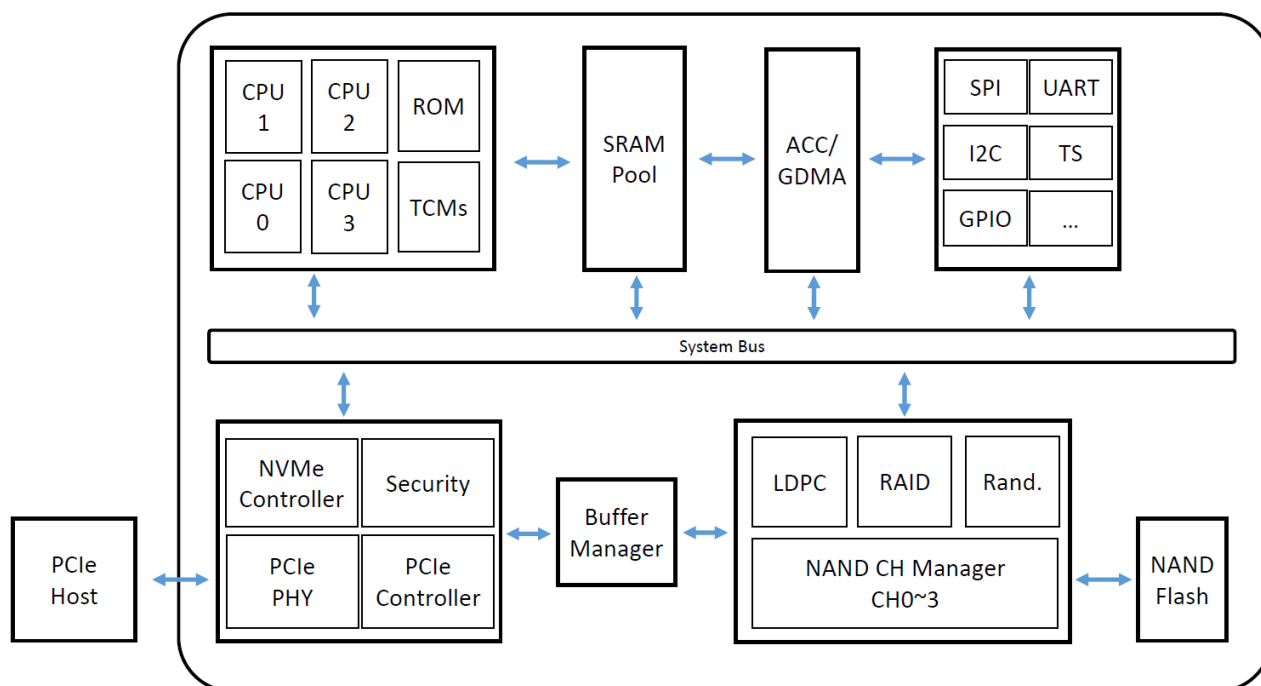 CPU
1
CPU
2
ROM
CPU
0
CPU
3
TCMs
SRAM
Pool
ACC/
GDMA
SPI
UART
I2C
TS
GPIO
...
System Bus
NVMe
Controller
Security
PCIe
PHY
PCIe
Controller
Buffer
Manager
LDPC
RAID
Rand.
NAND CH Manager
CH0~3
PCIe
Host
NAND
Flash